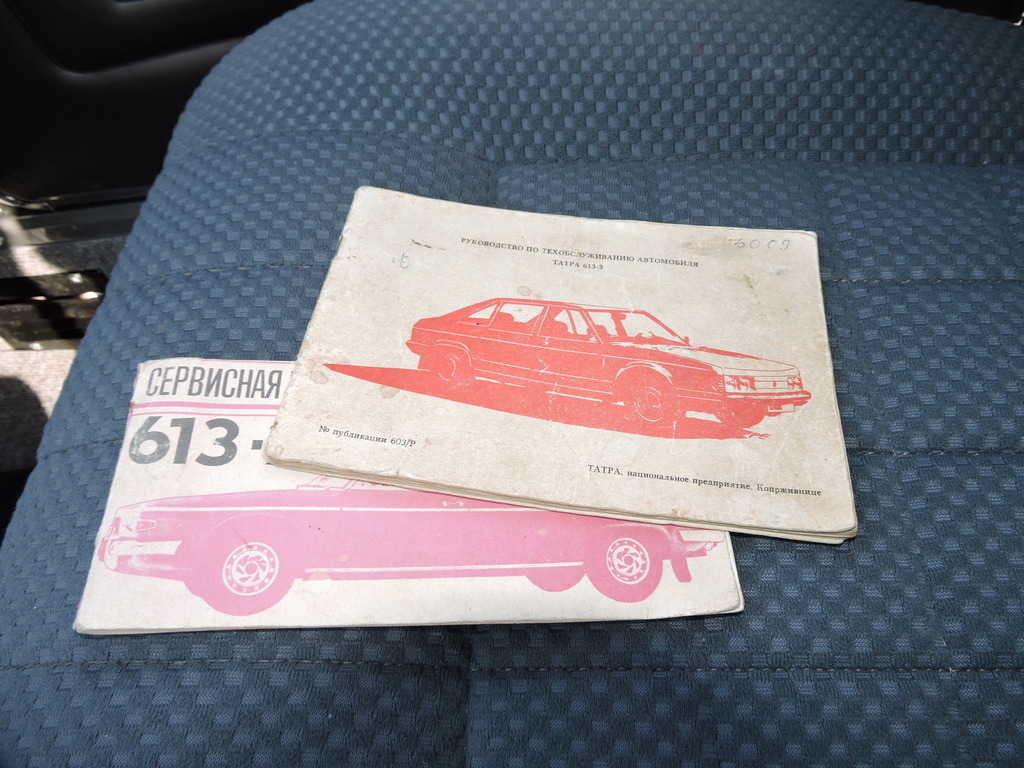 РУКОВОДСТВО ПО ТЕХОБСЛУЖИВАНИЮ АВТОМОБИЛЯ
ТАТРА 613-3
№ публикации 603/Р
ТАТРА, национальное предприятие, Копрживнице
СЕРВИСНАЯ
613-